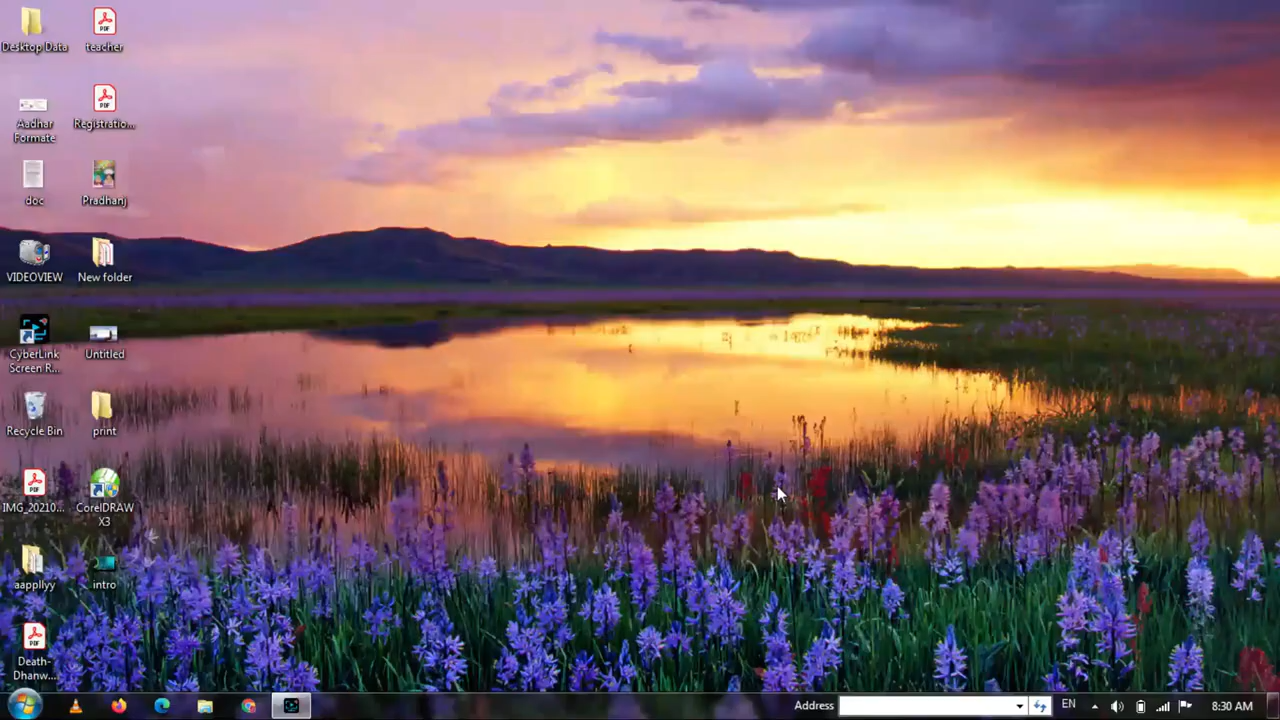 Desktop Data
teacher
Aadhar
Formate
Registratio...
doc
Pradhanj
VIDEOVIEW
New folder
CyberLink
Screen R...
Untitled
Recycle Bin
print
IMG_20210...
CorelDRAW
X3
aappllyy
intro
Death-
Dhanw...
Address
EN
8:30 AM